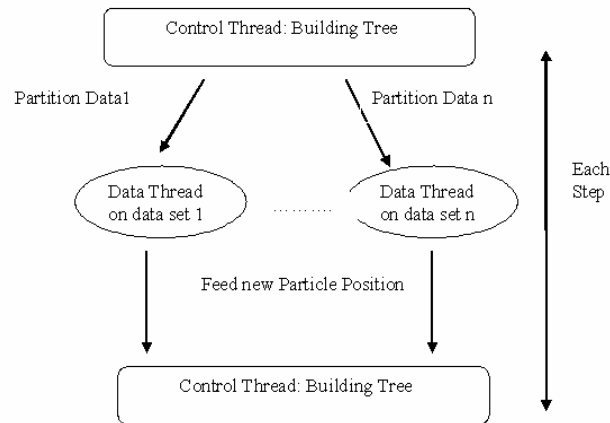 Control Thread: Building Tree
Partition Data1
Partition Data n
Each
Step
Data Thread
on data set 1
..........
Data Thread
on data set n
Feed new Particle Position
Control Thread: Building Tree